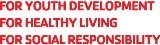 FOR YOUTH DEVELOPMENT
FOR HEALTHY LIVING
FOR SOCIAL RESPONSIBILITY